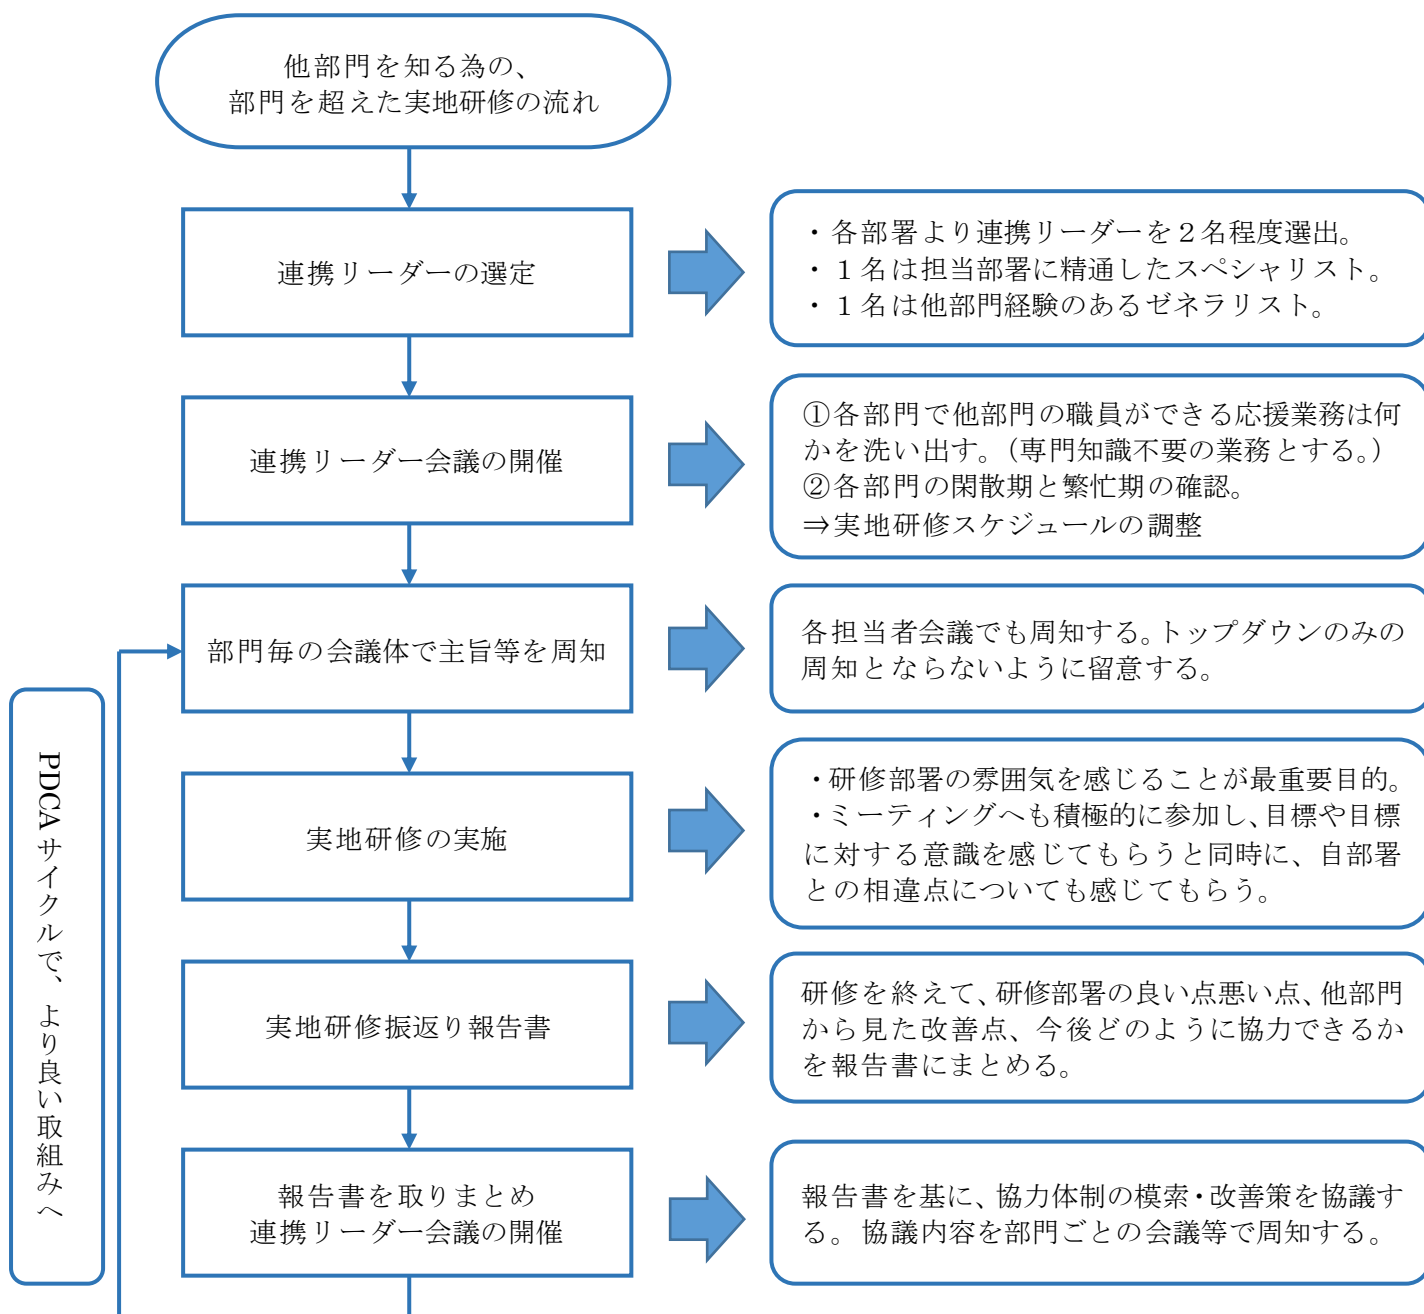 他部門を知る為の、
部門を超えた実地研修の流れ
連携リーダーの選定
・各部署より連携リーダーを２名程度選出。
・１名は担当部署に精通したスペシャリスト。
・１名は他部門経験のあるゼネラリスト。
連携リーダー会議の開催
①各部門で他部門の職員ができる応援業務は何
かを洗い出す。（専門知識不要の業務とする。）
②各部門の閑散期と繁忙期の確認。
⇒実地研修スケジュールの調整
部門毎の会議体で主旨等を周知
各担当者会議でも周知する。トップダウンのみの
周知とならないように留意する。
実地研修の実施
・研修部署の雰囲気を感じることが最重要目的。
・ミーティングへも積極的に参加し、目標や目標
に対する意識を感じてもらうと同時に、自部署
との相違点についても感じてもらう。
実地研修振返り報告書
研修を終えて、研修部署の良い点悪い点、他部門
から見た改善点、今後どのように協力できるか
を報告書にまとめる。
報告書を取りまとめ
連携リーダー会議の開催
報告書を基に、協力体制の模索・改善策を協議す
る。協議内容を部門ごとの会議等で周知する。
PDCAサイクルで、より良い取組みへ